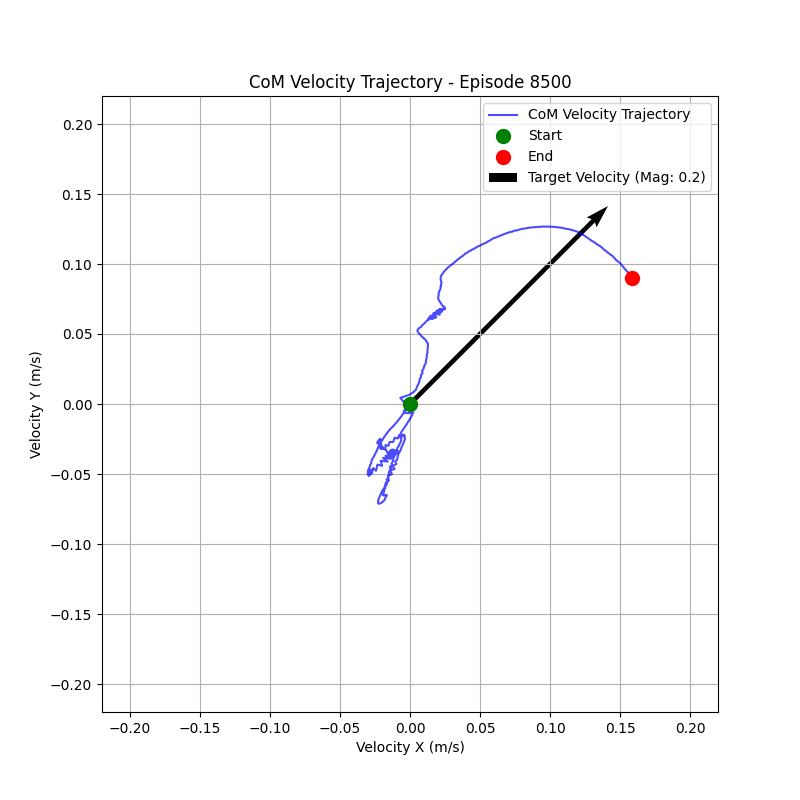 CoM Velocity Trajectory - Episode 8500
CoM Velocity Trajectory
Start
End
Target Velocity (Mag: 0.2)
0.20
0.15
0.10
0.05
0.00
−0.05
−0.10
−0.15
−0.20
Velocity Y (m/s)
−0.20 −0.15 −0.10 −0.05 0.00 0.05 0.10 0.15 0.20
Velocity X (m/s)